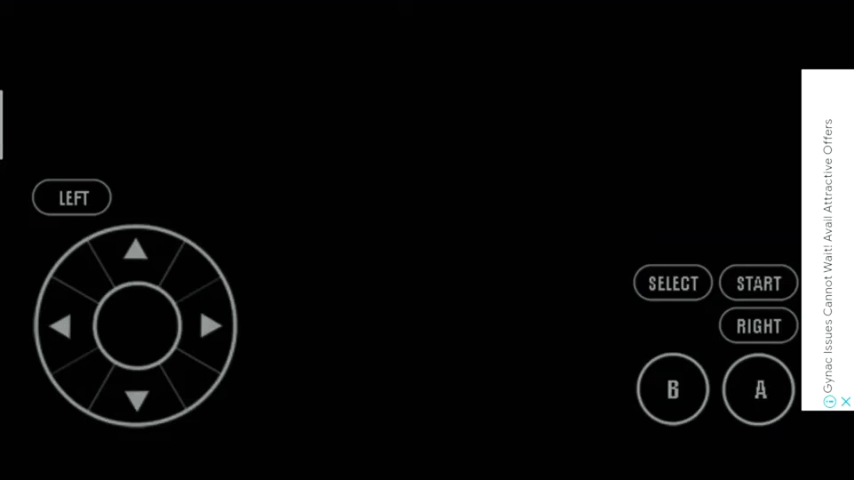 LEFT
SELECT
START
RIGHT
B
A
Gynac Issues Cannot Wait! Avail Attractive Offers